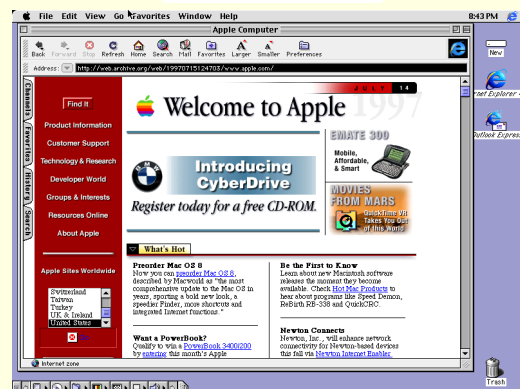 File Edit View Go Favorites Window Help 8:43 PM
Apple Computer
Back Forward Stop Refresh Home Search Mail Favorites Larger Smaller Preferences
Address: http://web.archive.org/web/19970715124703/www.apple.com/
Channels
Favorites
History
Search
Find It
Product Information
Customer Support
Technology & Research
Developer World
Groups & Interests
Resources Online
About Apple
Apple Sites Worldwide
Switzerland
Taiwan
Turkey
UK & Ireland
United States
JULY 14
1997
Welcome to Apple
BMW
Introducing
CyberDrive
Register today for a free CD-ROM.
EMATE 300
Mobile,
Affordable,
& Smart
MOVIES
FROM MARS
QuickTime VR
Takes You Out
of this World
What's Hot
Preorder Mac OS 8
Now you can preorder Mac OS 8,
described by Macworld as "the most
comprehensive update to the Mac OS in
years, sporting a bold new look, a
speedier Finder, more shortcuts and
integrated Internet functions."
Want a PowerBook?
Qualify to win a PowerBook 3400/200
by entering this month's Apple
Be the First to Know
Learn about new Macintosh software
releases the moment they become
available. Check Hot Mac Products to
hear about programs like Speed Demon,
ReBirth RB-338 and QuickCRC.
Newton Connects
Newton, Inc., will enhance network
connectivity for Newton-based devices
this fall via Newton Internet Enabler
Internet zone
New
rnet Explorer
Outlook Express
Trash